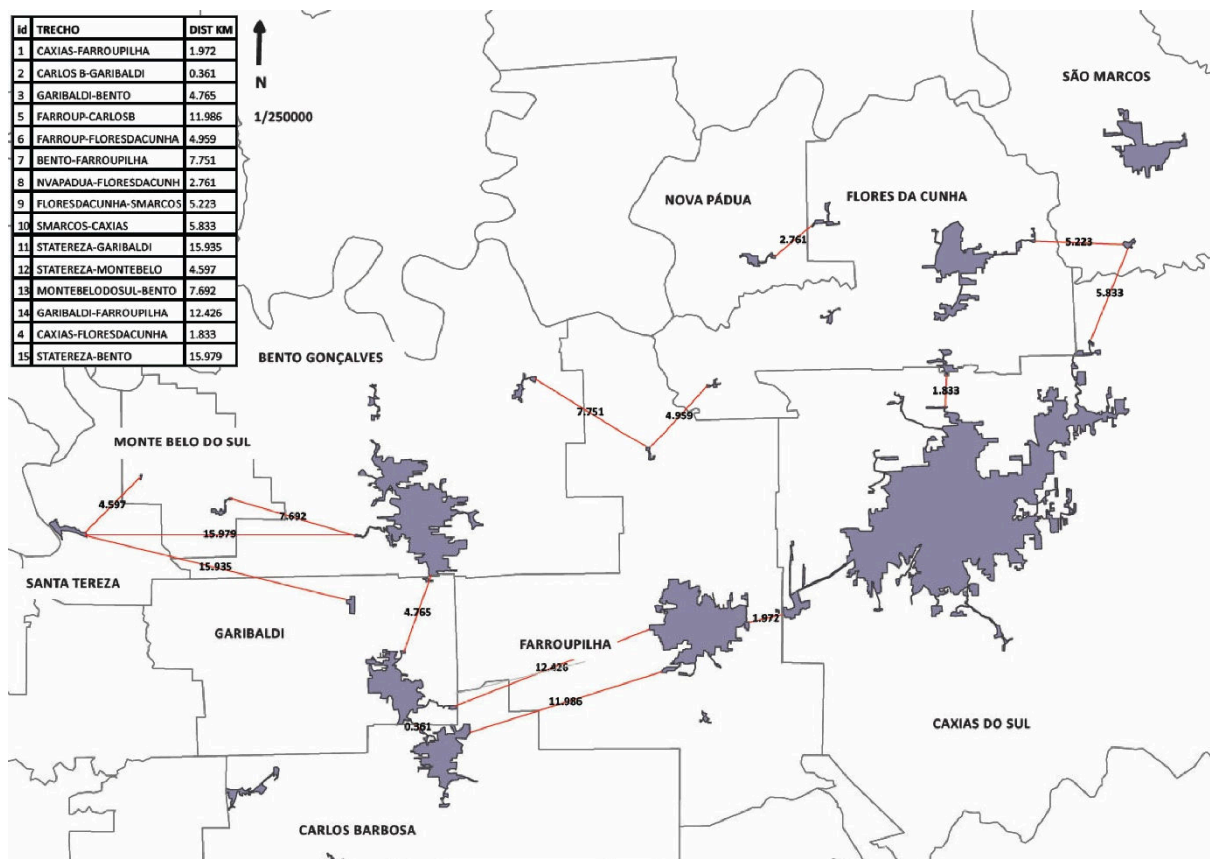 id TRECHO DIST KM
1 CAXIAS-FARROUPILHA 1.972
2 CARLOS B-GARIBALDI 0.361
3 GARIBALDI-BENTO 4.765
5 FARROUP-CARLOSB 11.986
6 FARROUP-FLORESDACUNHA 4.959
7 BENTO-FARROUPILHA 7.751
8 NVAPADUA-FLORESDACUNH 2.761
9 FLORESDACUNHA-SMARCOS 5.223
10 SMARCOS-CAXIAS 5.833
11 STATEREZA-GARIBALDI 15.935
12 STATEREZA-MONTEBELO 4.597
13 MONTEBELODOSUL-BENTO 7.692
14 GARIBALDI-FARROUPILHA 12.426
4 CAXIAS-FLORESDACUNHA 1.833
15 STATEREZA-BENTO 15.979
N
1/250000
SÃO MARCOS
NOVA PÁDUA
FLORES DA CUNHA
2.761
5.223
5.833
BENTO GONÇALVES
1.833
7.751
4.959
MONTE BELO DO SUL
4.597
7.692
15.979
15.935
SANTA TEREZA
GARIBALDI
4.765
FARROUPILHA
1.972
12.426
11.986
0.361
CAXIAS DO SUL
CARLOS BARBOSA